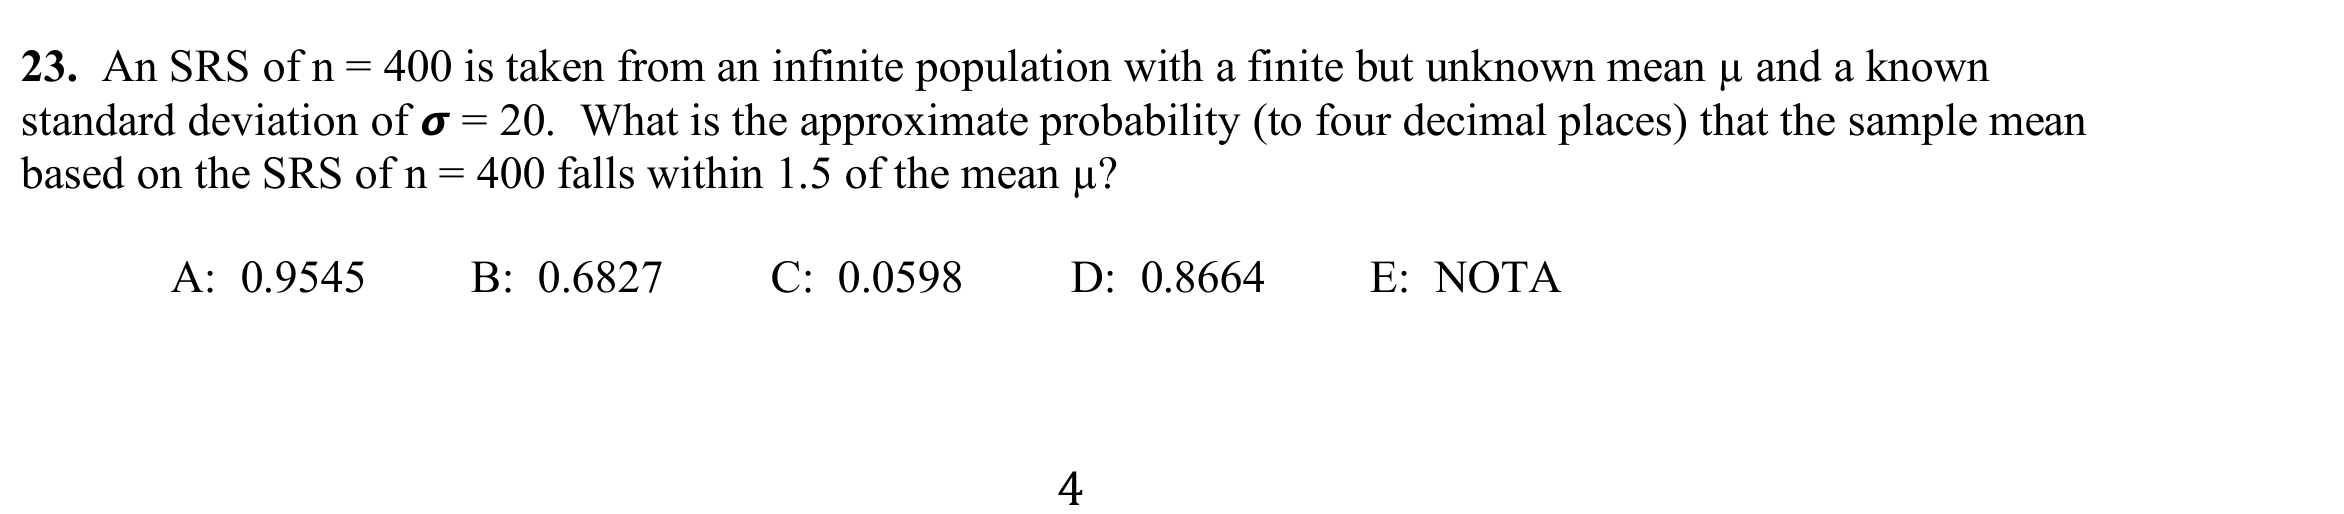 23. An SRS of n = 400 is taken from an infinite population with a finite but unknown mean μ and a known
standard deviation of σ = 20. What is the approximate probability (to four decimal places) that the sample mean
based on the SRS of n = 400 falls within 1.5 of the mean μ?
A: 0.9545 B: 0.6827 C: 0.0598 D: 0.8664 E: NOTA
4